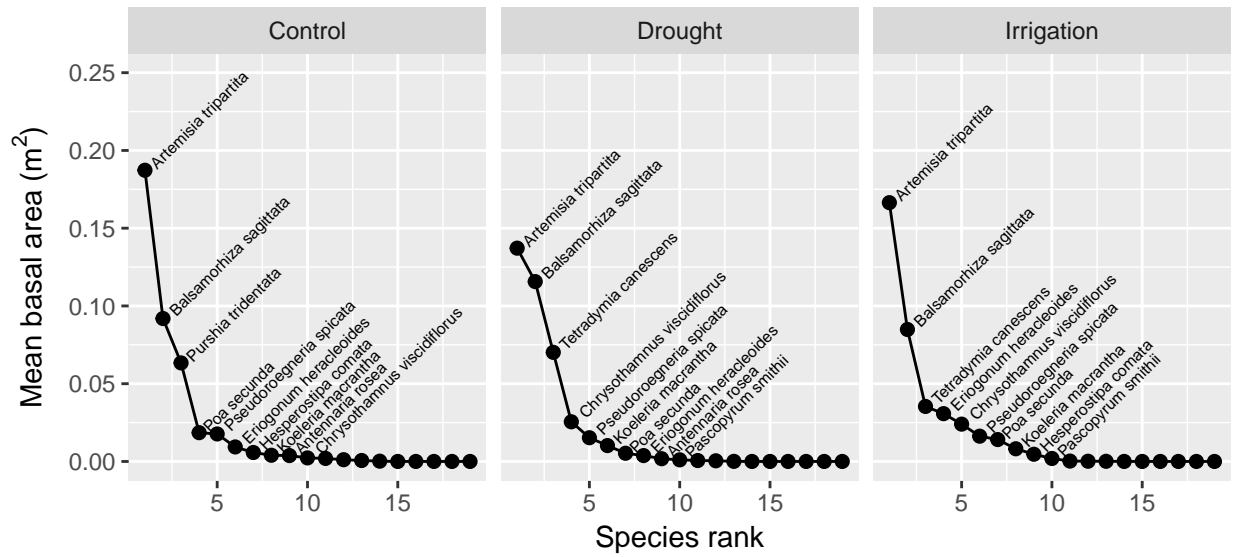 Control
Drought
Irrigation
Mean basal area (m²)
0.25
0.20
0.15
0.10
0.05
0.00
Artemisia tripartita
Balsamorhiza sagittata
Purshia tridentata
Poa secunda
Pseudoroegneria spicata
Eriogonum heracleoides
Hesperostipa comata
Koeleria macrantha
Antennaria rosea
Chrysothamnus viscidiflorus
Artemisia tripartita
Balsamorhiza sagittata
Tetradymia canescens
Chrysothamnus viscidiflorus
Pseudoroegneria spicata
Koeleria macrantha
Poa secunda
Eriogonum heracleoides
Antennaria rosea
Pascopyrum smithii
Artemisia tripartita
Balsamorhiza sagittata
Tetradymia canescens
Eriogonum heracleoides
Chrysothamnus viscidiflorus
Pseudoroegneria spicata
Poa secunda
Koeleria macrantha
Hesperostipa comata
Pascopyrum smithii
5 10 15
5 10 15
5 10 15
Species rank